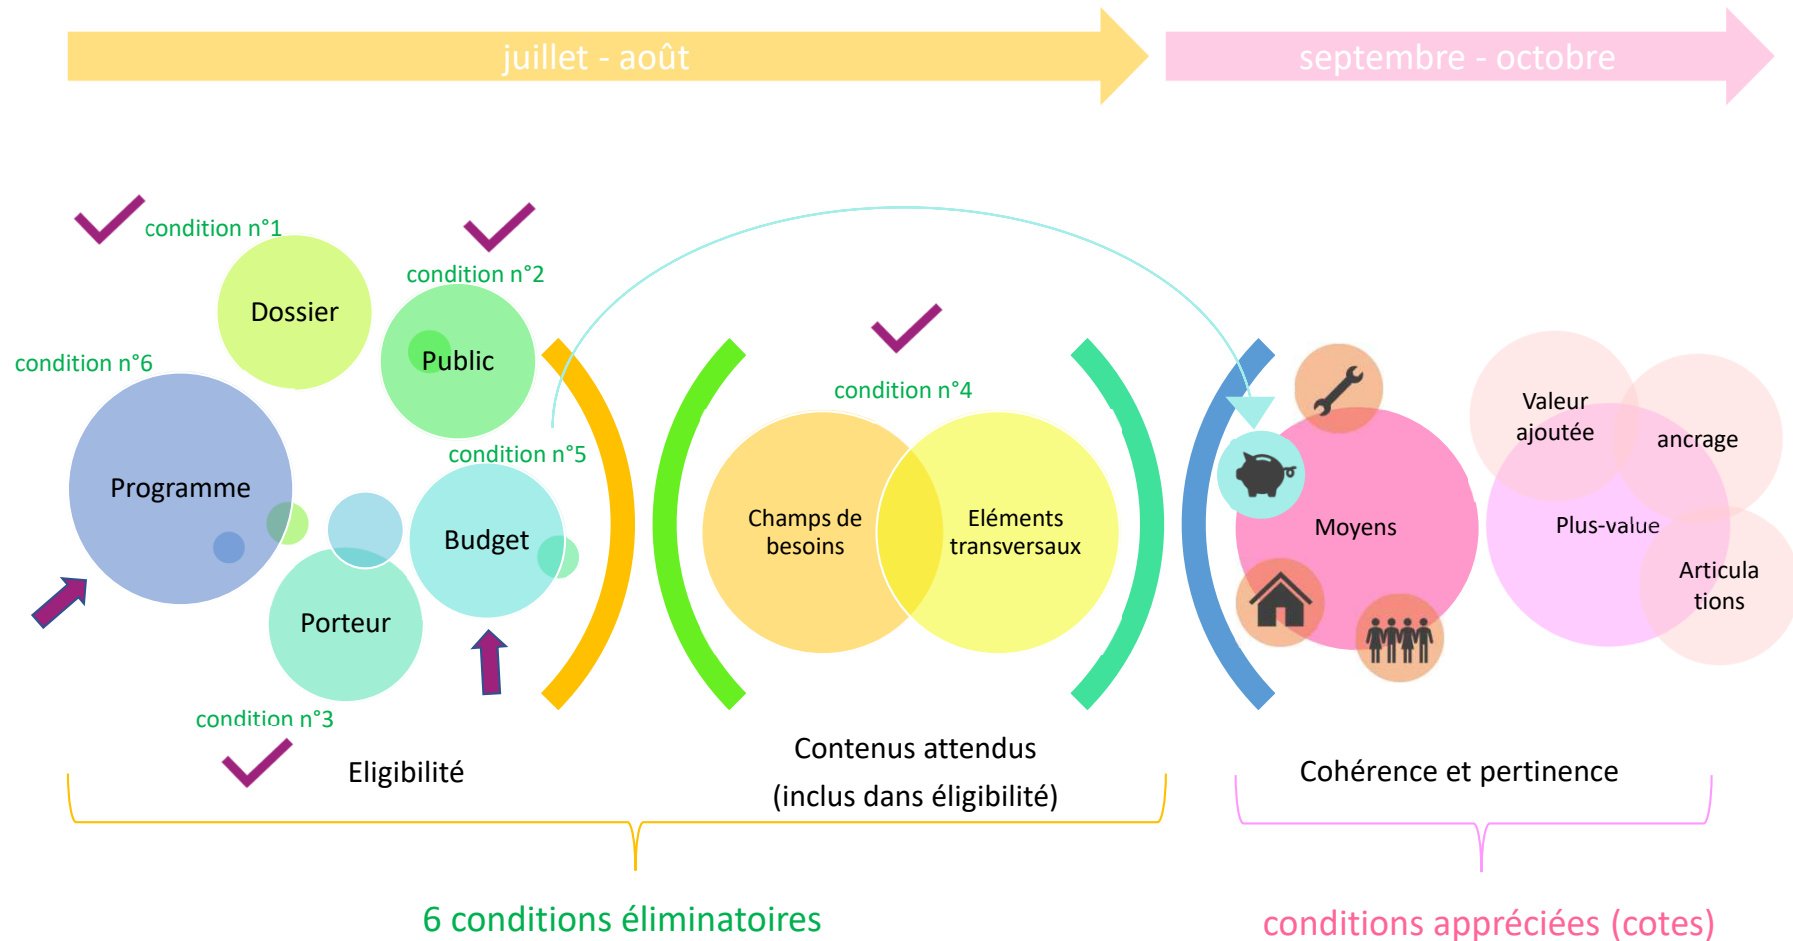 juillet - août
septembre - octobre
condition n°1
Dossier
condition n°2
Public
condition n°6
Programme
condition n°5
Budget
Porteur
condition n°3
Eligibilité
condition n°4
Champs de
besoins
Eléments
transversaux
Contenus attendus
(inclus dans éligibilité)
Moyens
Valeur
ajoutée
ancrage
Plus-value
Articula
tions
Cohérence et pertinence
6 conditions éliminatoires
conditions appréciées (cotes)